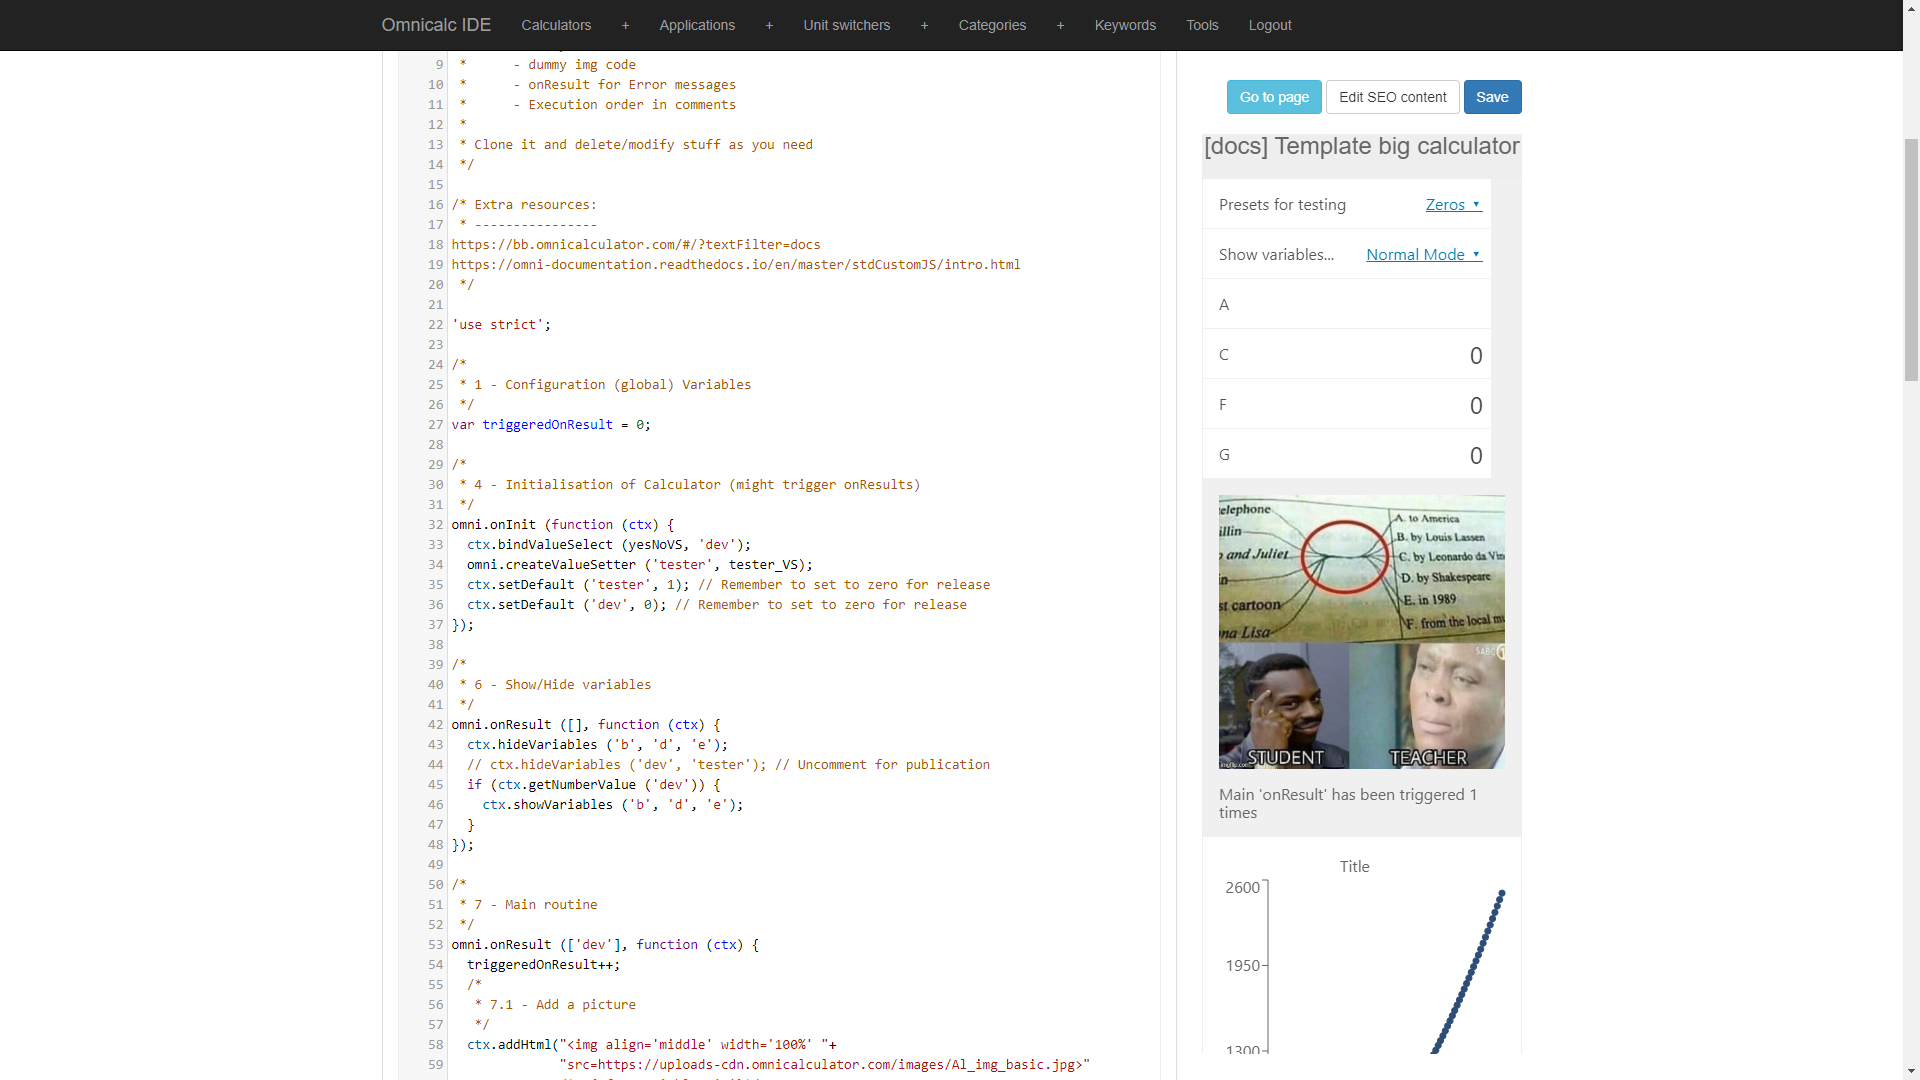 Omnicalc IDE Calculators + Applications + Unit switchers + Categories + Keywords Tools Logout
9 * - dummy img code
10 * - onResult for Error messages
11 * - Execution order in comments
12 *
13 * Clone it and delete/modify stuff as you need
14 */
15
16 /* Extra resources:
17 * ----------------
18 https://bb.omnicalculator.com/#/?textFilter=docs
19 https://omni-documentation.readthedocs.io/en/master/stdCustomJS/intro.html
20 */
21
22 'use strict';
23
24 /*
25 * 1 - Configuration (global) Variables
26 */
27 var triggeredOnResult = 0;
28
29 /*
30 * 4 - Initialisation of Calculator (might trigger onResults)
31 */
32 omni.onInit (function (ctx) {
33 ctx.bindValueSelect (yesNoVS, 'dev');
34 omni.createValueSetter ('tester', tester_VS);
35 ctx.setDefault ('tester', 1); // Remember to set to zero for release
36 ctx.setDefault ('dev', 0); // Remember to set to zero for release
37 });
38
39 /*
40 * 6 - Show/Hide variables
41 */
42 omni.onResult ([], function (ctx) {
43 ctx.hideVariables ('b', 'd', 'e');
44 // ctx.hideVariables ('dev', 'tester'); // Uncomment for publication
45 if (ctx.getNumberValue ('dev')) {
46 ctx.showVariables ('b', 'd', 'e');
47 }
48 });
49
50 /*
51 * 7 - Main routine
52 */
53 omni.onResult (['dev'], function (ctx) {
54 triggeredOnResult++;
55 /*
56 * 7.1 - Add a picture
57 */
58 ctx.addHtml("<img align='middle' width='100%' "+
59 "src=https://uploads-cdn.omnicalculator.com/images/Al_img_basic.jpg>"
Go to page Edit SEO content Save
[docs] Template big calculator
Presets for testing Zeros ▾
Show variables... Normal Mode ▾
A
C 0
F 0
G 0
elephone
illin
and Juliet
n
st cartoon
na Lisa
A. to America
B. by Louis Lassen
C. by Leonardo da Vin
D. by Shakespeare
E. in 1989
F. from the local mu
SABC 1
STUDENT TEACHER
imgflip.com
Main 'onResult' has been triggered 1
times
Title
2600
1950
1300